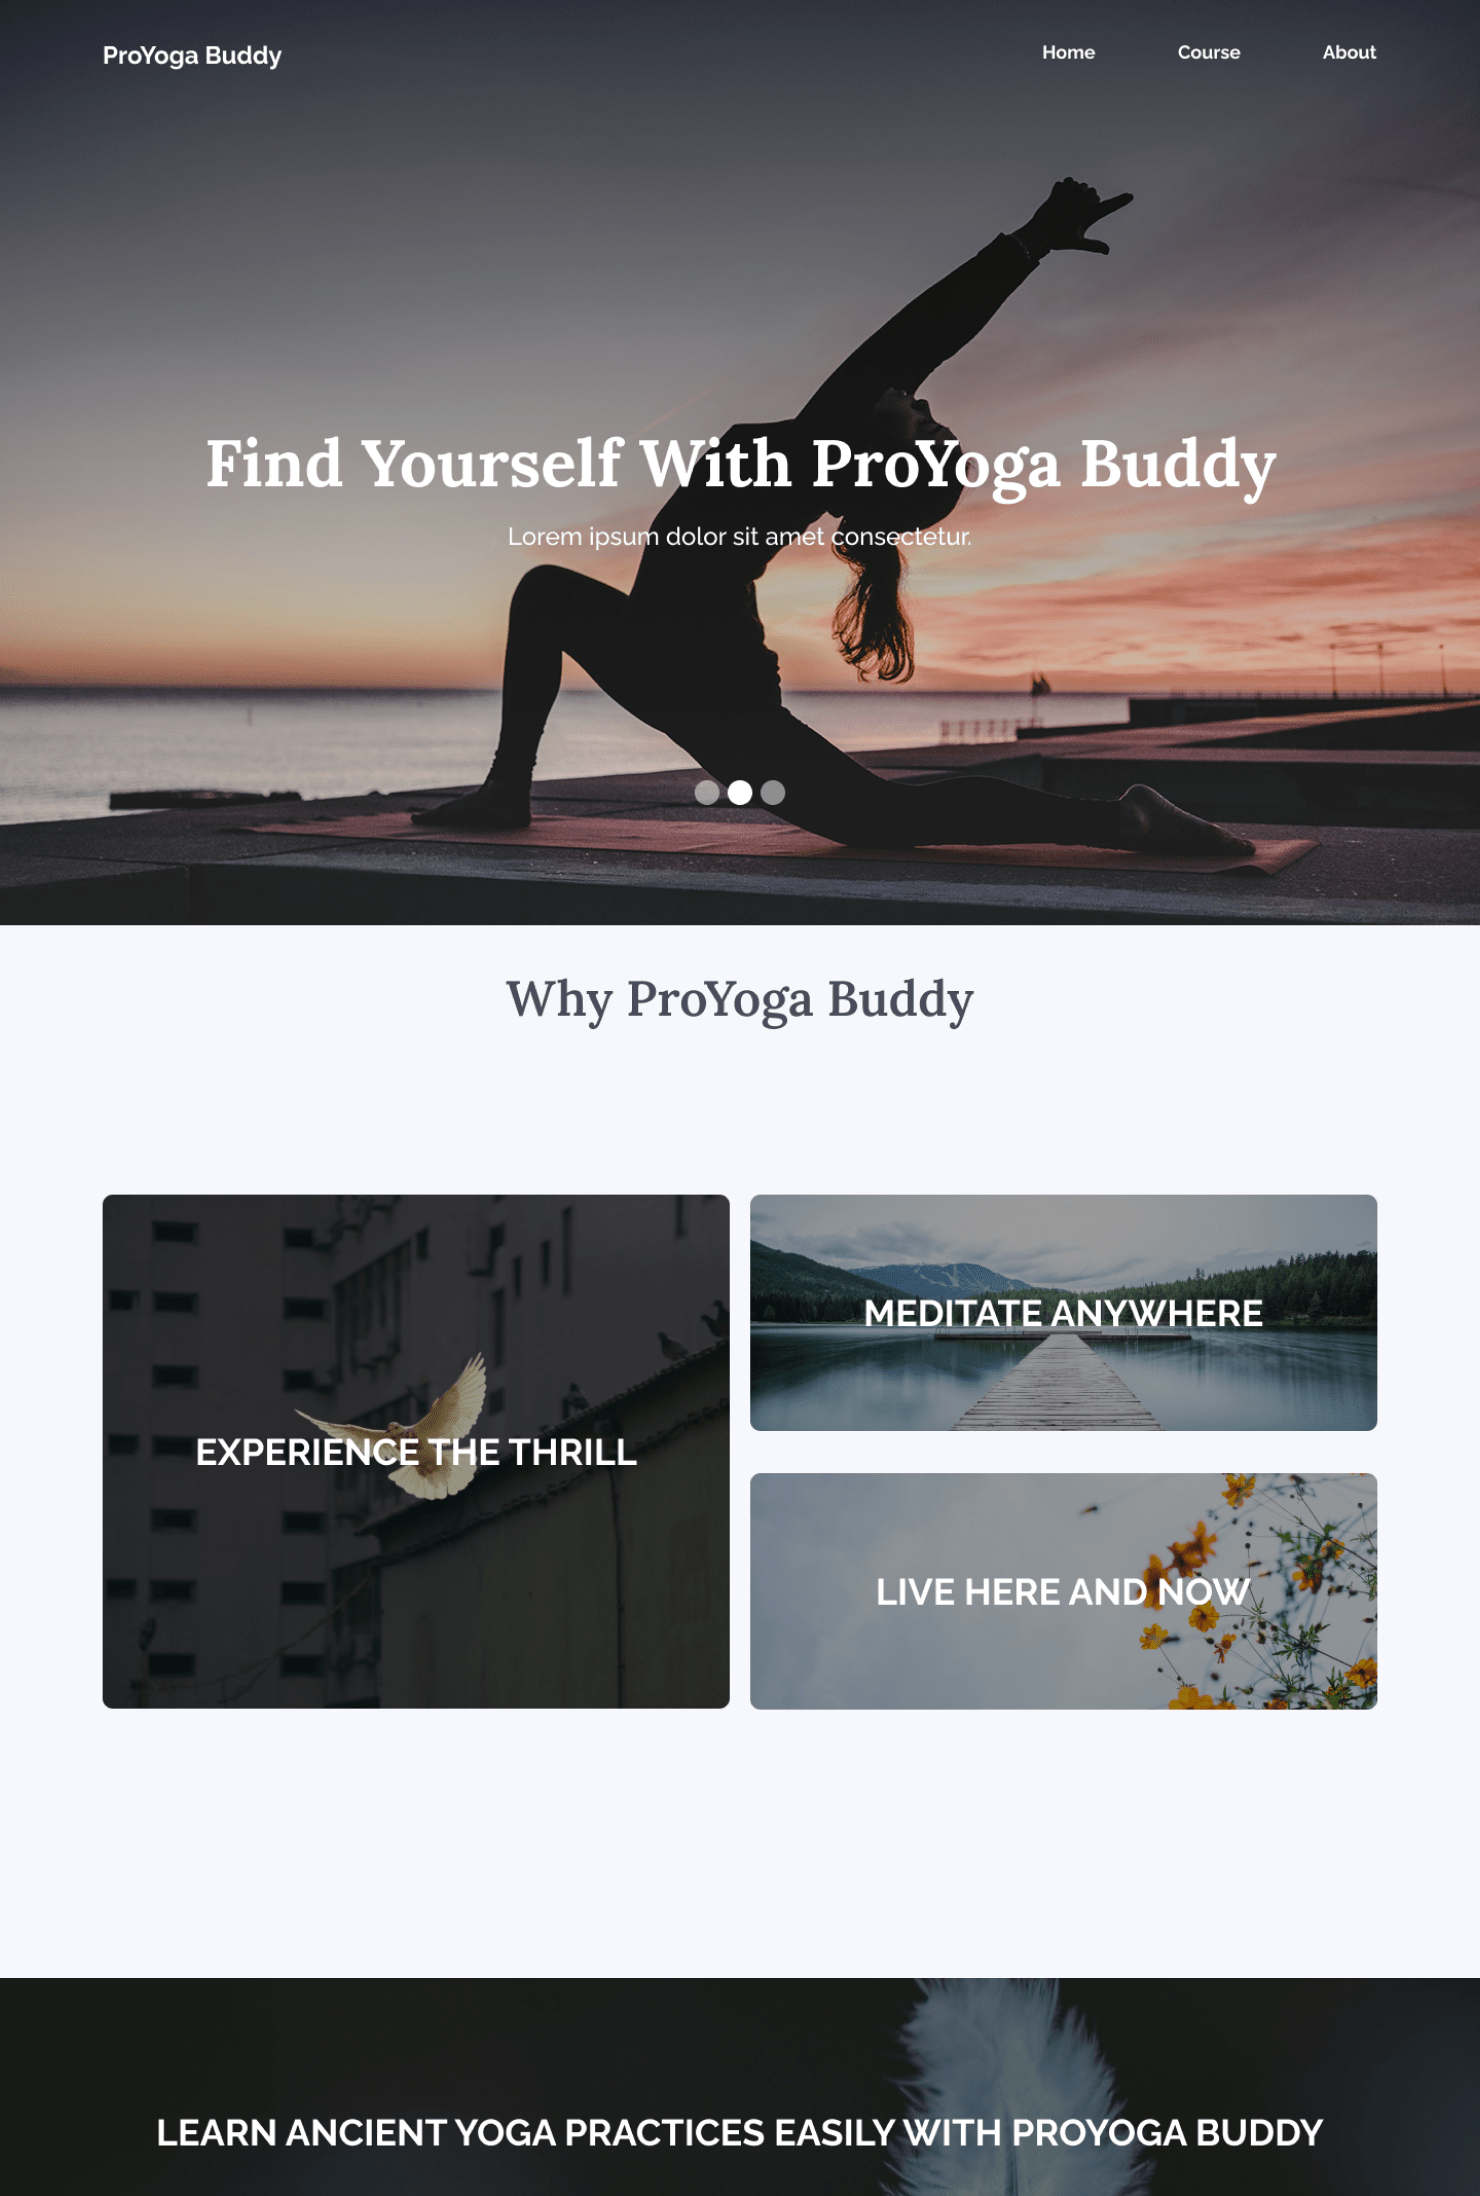 ProYoga Buddy
Home Course About
Find Yourself With ProYoga Buddy
Lorem ipsum dolor sit amet consectetur.
Why ProYoga Buddy
EXPERIENCE THE THRILL
MEDITATE ANYWHERE
LIVE HERE AND NOW
LEARN ANCIENT YOGA PRACTICES EASILY WITH PROYOGA BUDDY